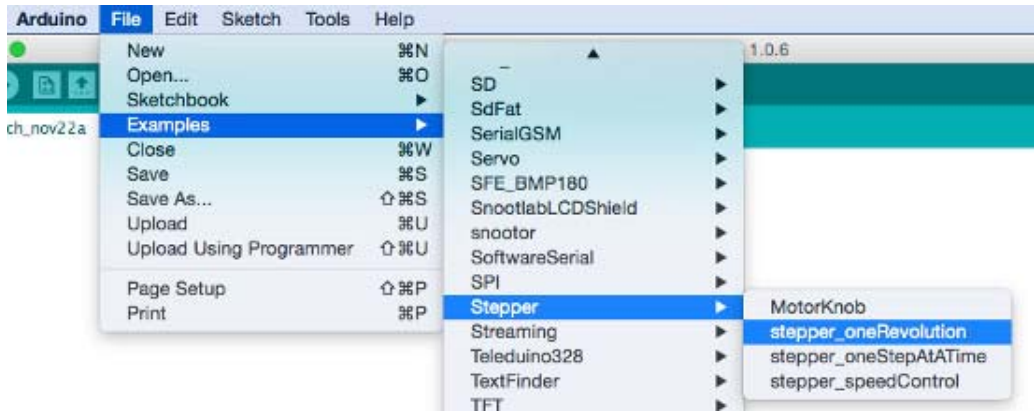 Arduino File Edit Sketch Tools Help
1.0.6
ch_nov22a
New ⌘N
Open... ⌘O
Sketchbook
Examples
Close ⌘W
Save ⌘S
Save As... ⇧⌘S
Upload ⌘U
Upload Using Programmer ⇧⌘U
Page Setup ⇧⌘P
Print ⌘P
SD
SdFat
SerialGSM
Servo
SFE_BMP180
SnootlabLCDShield
snootor
SoftwareSerial
SPI
Stepper
Streaming
Teleduino328
TextFinder
TFT
MotorKnob
stepper_oneRevolution
stepper_oneStepAtATime
stepper_speedControl